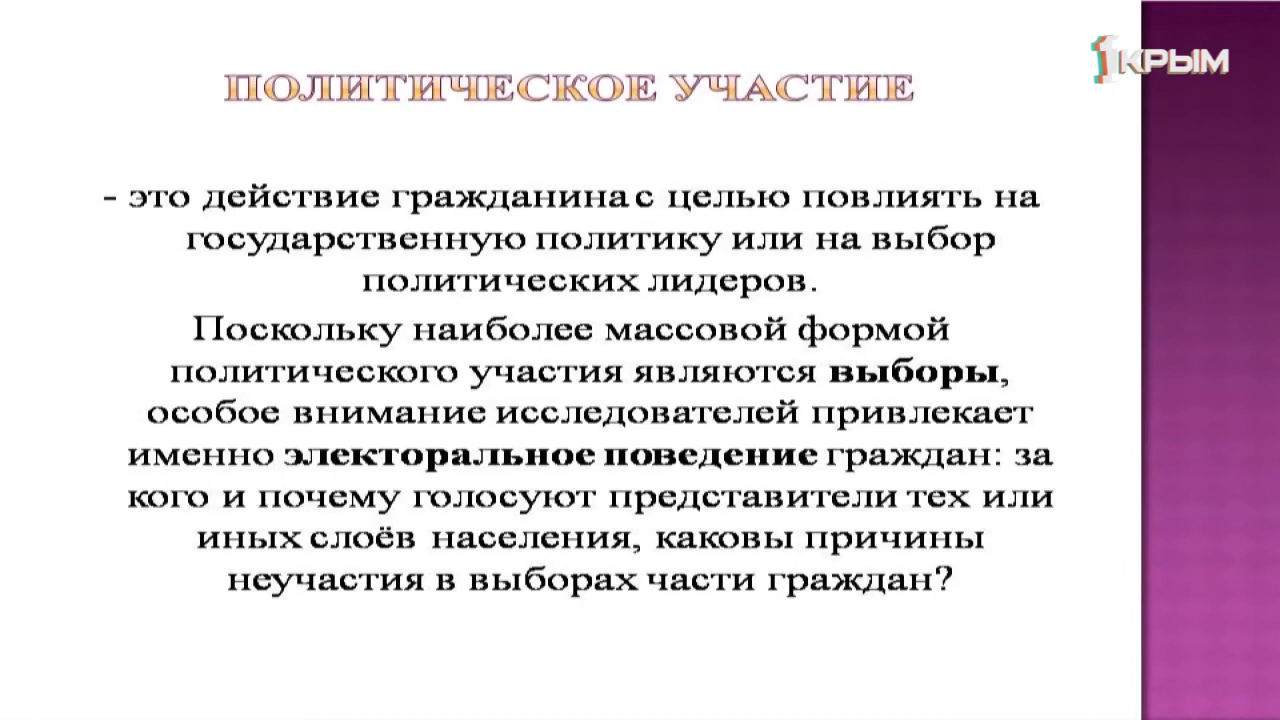 1КРЫМ
ПОЛИТИЧЕСКОЕ УЧАСТИЕ
- это действие гражданина с целью повлиять на
государственную политику или на выбор
политических лидеров.
Поскольку наиболее массовой формой
политического участия являются выборы,
особое внимание исследователей привлекает
именно электоральное поведение граждан: за
кого и почему голосуют представители тех или
иных слоёв населения, каковы причины
неучастия в выборах части граждан?